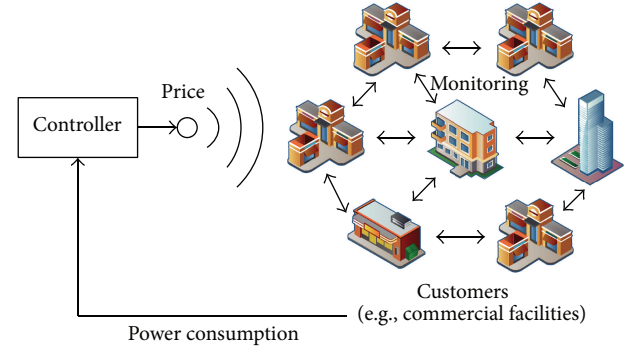 Price
Controller
Monitoring
Customers
(e.g., commercial facilities)
Power consumption